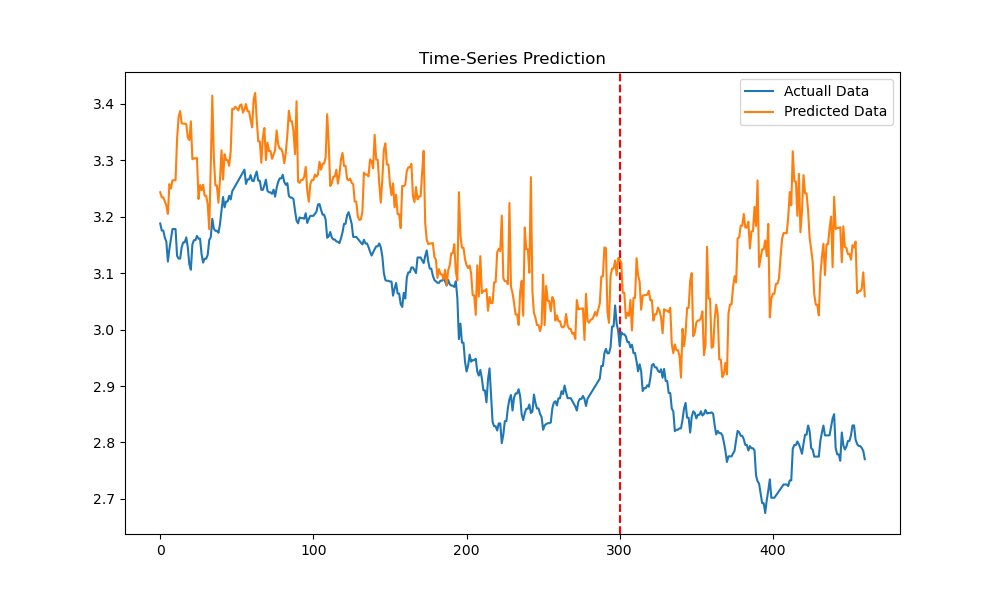 Time-Series Prediction
Actuall Data
Predicted Data
3.4
3.3
3.2
3.1
3.0
2.9
2.8
2.7
0 100 200 300 400